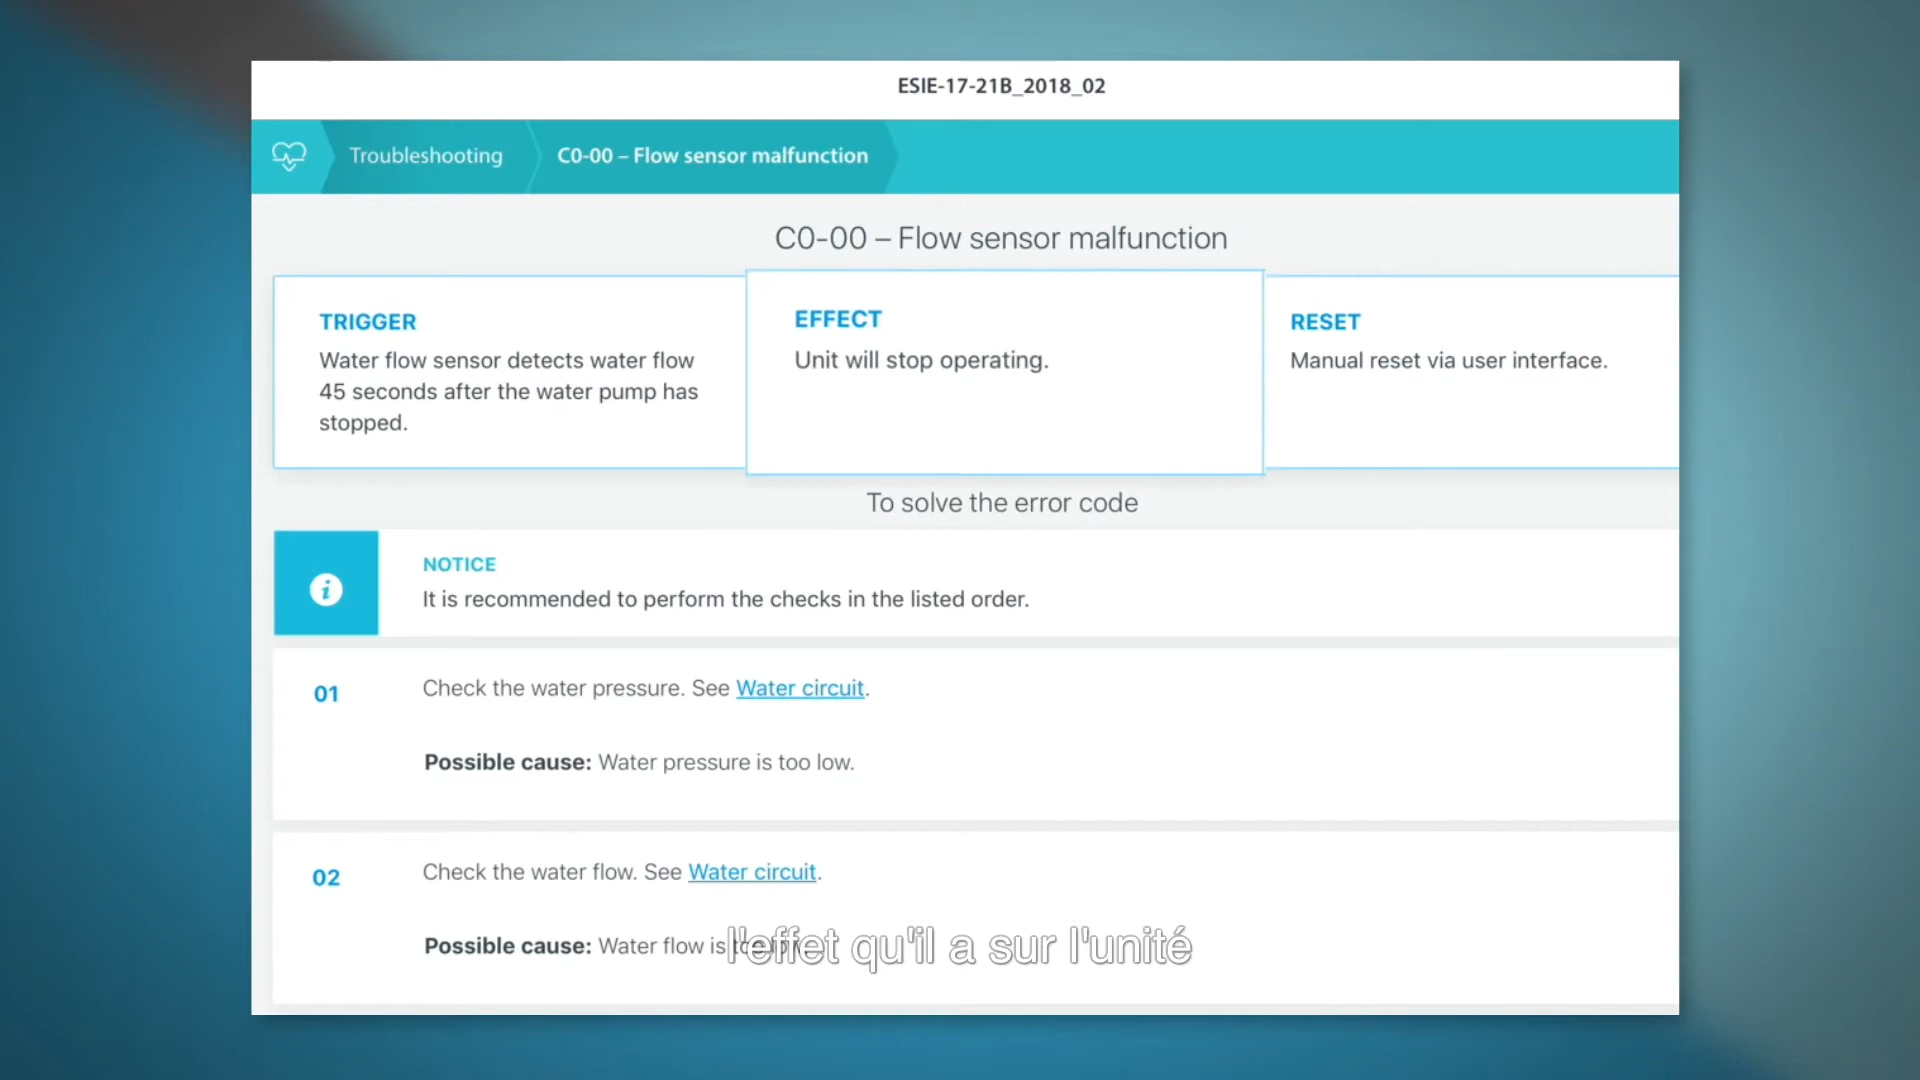 ESIE-17-21B_2018_02
Troubleshooting
C0-00 – Flow sensor malfunction
C0-00 – Flow sensor malfunction
TRIGGER
Water flow sensor detects water flow
45 seconds after the water pump has
stopped.
EFFECT
Unit will stop operating.
RESET
Manual reset via user interface.
To solve the error code
NOTICE
It is recommended to perform the checks in the listed order.
01
Check the water pressure. See Water circuit.
Possible cause: Water pressure is too low.
02
Check the water flow. See Water circuit.
Possible cause: Water flow is
l'effet qu'il a sur l'unité